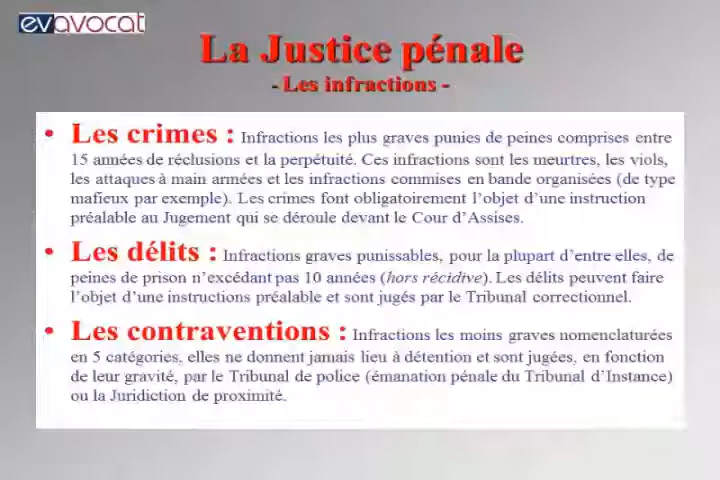 evavocat
La Justice pénale
- Les infractions -
• Les crimes : Infractions les plus graves punies de peines comprises entre
15 années de réclusions et la perpétuité. Ces infractions sont les meurtres, les viols,
les attaques à main armées et les infractions commises en bande organisées (de type
mafieux par exemple). Les crimes font obligatoirement l’objet d’une instruction
préalable au Jugement qui se déroule devant le Cour d’Assises.
• Les délits : Infractions graves punissables, pour la plupart d’entre elles, de
peines de prison n’excédant pas 10 années (hors récidive). Les délits peuvent faire
l’objet d’une instructions préalable et sont jugés par le Tribunal correctionnel.
• Les contraventions : Infractions les moins graves nomenclaturées
en 5 catégories, elles ne donnent jamais lieu à détention et sont jugées, en fonction
de leur gravité, par le Tribunal de police (émanation pénale du Tribunal d’Instance)
ou la Juridiction de proximité.